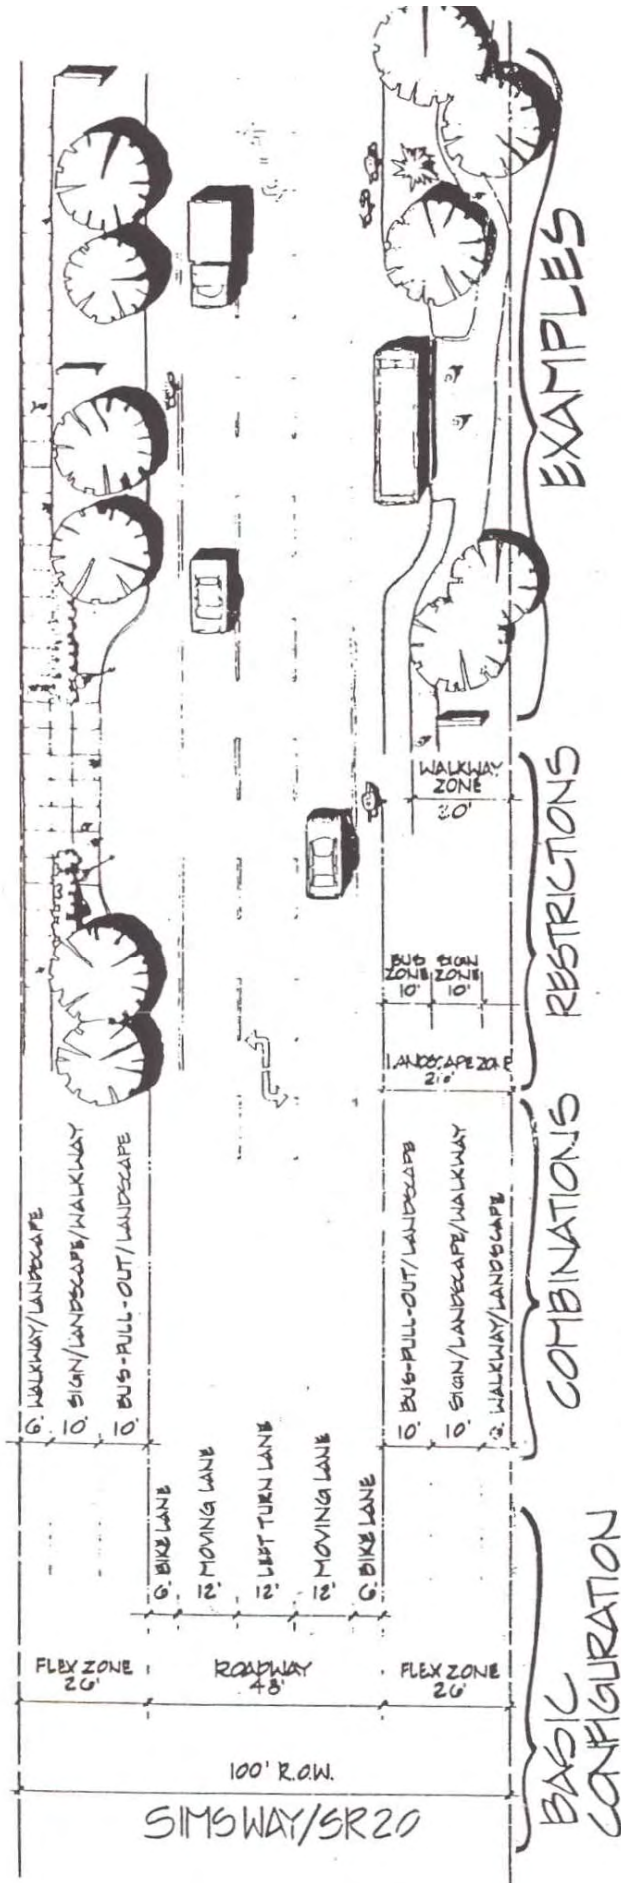 EXAMPLES
WALKWAY
ZONE
20'
RESTRICTIONS
BUS
ZONE
10'
SIGN
ZONE
10'
LANDSCAPE ZONE
26'
6' WALKWAY/LANDSCAPE
10' SIGN/LANDSCAPE/WALKWAY
10' BUS-PULL-OUT/LANDSCAPE
10' BUS-PULL-OUT/LANDSCAPE
10' SIGN/LANDSCAPE/WALKWAY
6' WALKWAY/LANDSCAPE
COMBINATIONS
6' BIKE LANE
12' MOVING LANE
12' LEFT TURN LANE
12' MOVING LANE
6' BIKE LANE
FLEX ZONE
26'
ROADWAY
48'
FLEX ZONE
26'
BASIC
CONFIGURATION
100' R.O.W.
SIMSWAY/SR20